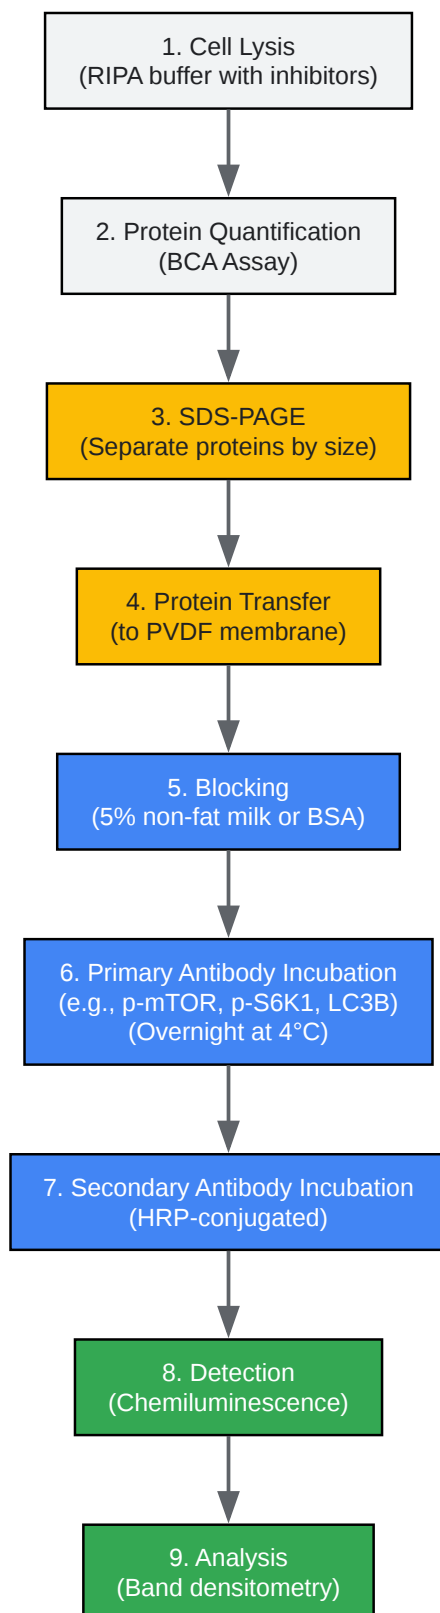 1. Cell Lysis
(RIPA buffer with inhibitors)
2. Protein Quantification
(BCA Assay)
3. SDS-PAGE
(Separate proteins by size)
4. Protein Transfer
(to PVDF membrane)
5. Blocking
(5% non-fat milk or BSA)
6. Primary Antibody Incubation
(e.g., p-mTOR, p-S6K1, LC3B)
(Overnight at 4°C)
7. Secondary Antibody Incubation
(HRP-conjugated)
8. Detection
(Chemiluminescence)
9. Analysis
(Band densitometry)